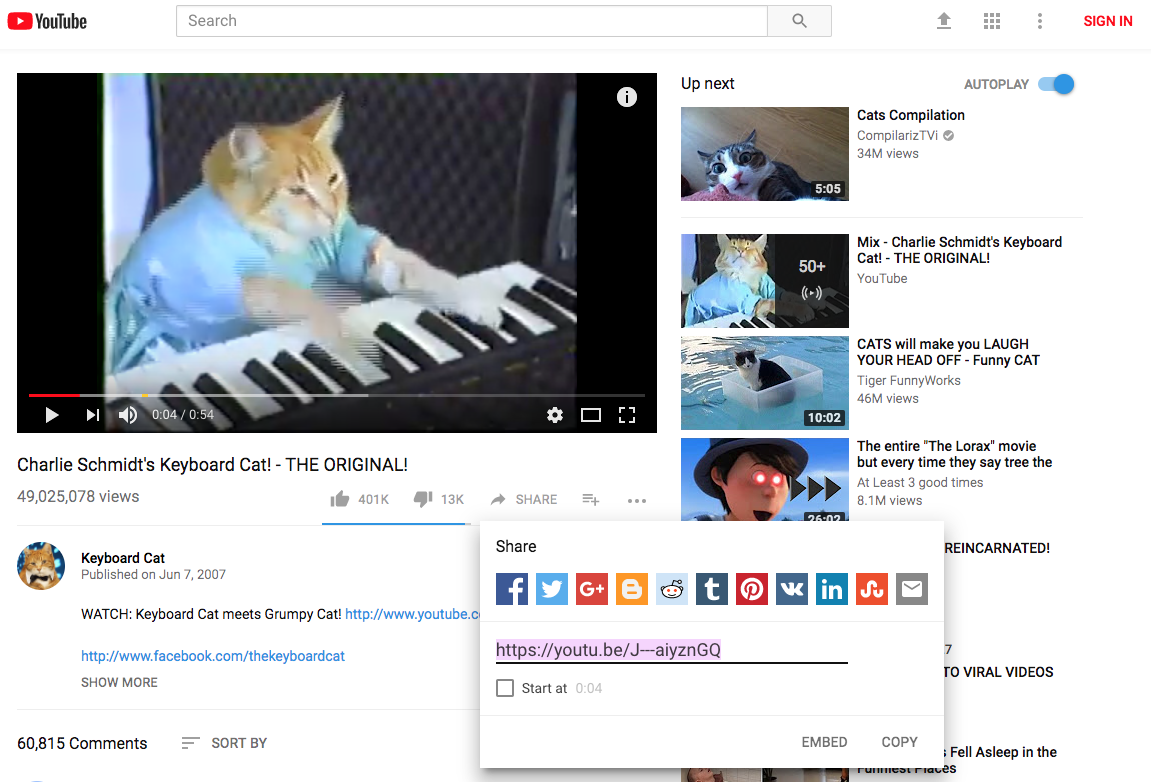 YouTube
Search
SIGN IN
0:04 / 0:54
Charlie Schmidt's Keyboard Cat! - THE ORIGINAL!
49,025,078 views
401K
13K
SHARE
Keyboard Cat
Published on Jun 7, 2007
WATCH: Keyboard Cat meets Grumpy Cat! http://www.youtube.c
http://www.facebook.com/thekeyboardcat
SHOW MORE
60,815 Comments
SORT BY
Up next
AUTOPLAY
Cats Compilation
CompilarizTVi
34M views
5:05
Mix - Charlie Schmidt's Keyboard
Cat! - THE ORIGINAL!
YouTube
50+
CATS will make you LAUGH
YOUR HEAD OFF - Funny CAT
Tiger FunnyWorks
46M views
10:02
The entire "The Lorax" movie
but every time they say tree the
At Least 3 good times
8.1M views
26:02
REINCARNATED!
7
TO VIRAL VIDEOS
s Fell Asleep in the
Funniest Places
Share
f
G+
B
t
VK
in
https://youtu.be/J---aiyznGQ
Start at 0:04
EMBED
COPY